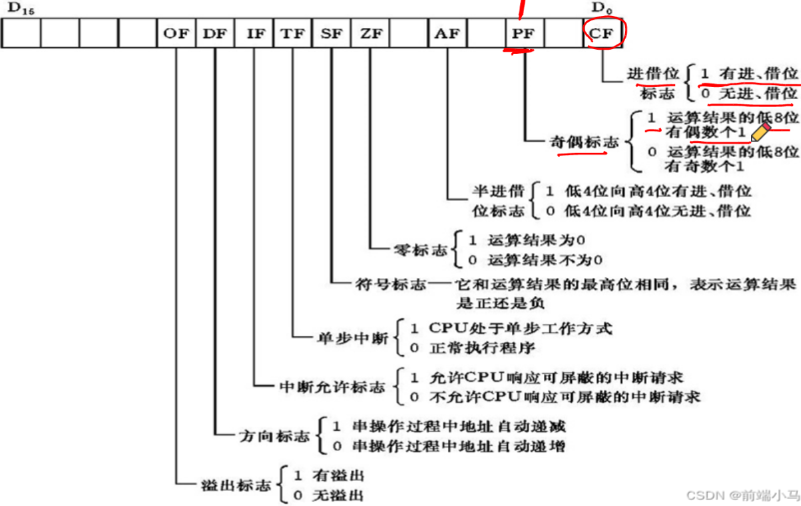 D₁₅ D₀
OF DF IF TF SF ZF AF PF CF
进借位标志
1 有进、借位
0 无进、借位
奇偶标志
1 运算结果的低8位
有偶数个1
0 运算结果的低8位
有奇数个1
半进借位标志
1 低4位向高4位有进、借位
0 低4位向高4位无进、借位
零标志
1 运算结果为0
0 运算结果不为0
符号标志
它和运算结果的最高位相同，表示运算结果
是正还是负
单步中断
1 CPU处于单步工作方式
0 正常执行程序
中断允许标志
1 允许CPU响应可屏蔽的中断请求
0 不允许CPU响应可屏蔽的中断请求
方向标志
1 串操作过程中地址自动递减
0 串操作过程中地址自动递增
溢出标志
1 有溢出
0 无溢出
CSDN @前端小马